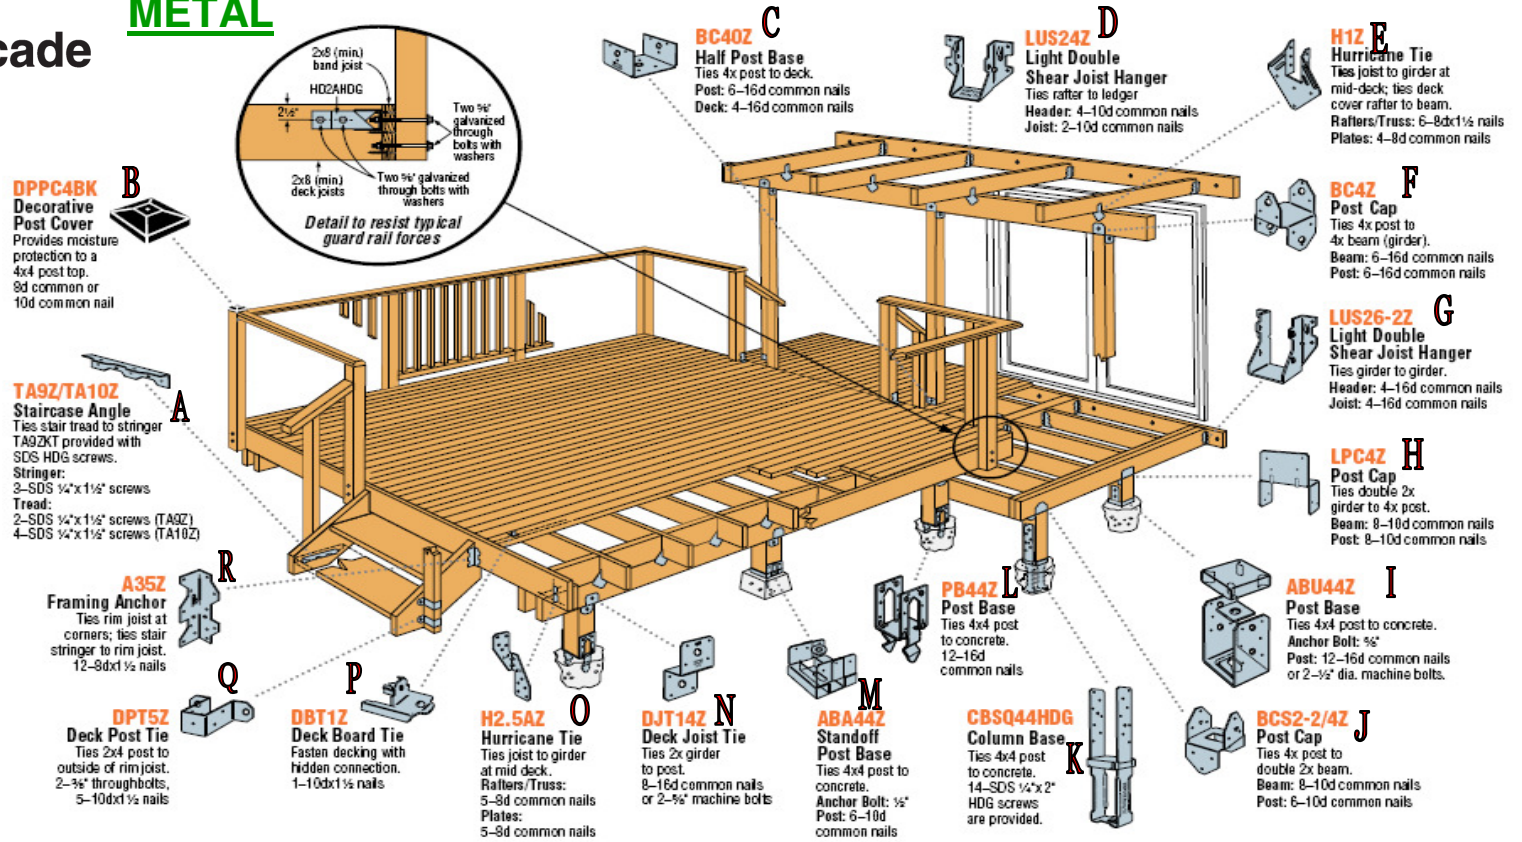 METAL
cade
2x8 (min.)
band joist
HD2AHDG
2½"
Two ⅝"
galvanized
through
bolts with
washers
2x8 (min.)
deck joists
Two ⅝" galvanized
through bolts with
washers
Detail to resist typical
guard rail forces
C
BC40Z
Half Post Base
Ties 4x post to deck.
Post: 6–16d common nails
Deck: 4–16d common nails
D
LUS24Z
Light Double
Shear Joist Hanger
Ties rafter to ledger
Header: 4–10d common nails
Joist: 2–10d common nails
E
H1Z
Hurricane Tie
Ties joist to girder at
mid-deck; ties deck
cover rafter to beam.
Rafters/Truss: 6–8dx1½ nails
Plates: 4–8d common nails
B
DPPC4BK
Decorative
Post Cover
Provides moisture
protection to a
4x4 post top.
8d common or
10d common nail
F
BC4Z
Post Cap
Ties 4x post to
4x beam (girder).
Beam: 6–16d common nails
Post: 6–16d common nails
G
LUS26-2Z
Light Double
Shear Joist Hanger
Ties girder to girder.
Header: 4–16d common nails
Joist: 4–16d common nails
A
TA9Z/TA10Z
Staircase Angle
Ties stair tread to stringer
TA9ZKT provided with
SDS HDG screws.
Stringer:
3–SDS ¼"x1½" screws
Tread:
2–SDS ¼"x1½" screws (TA9Z)
4–SDS ¼"x1½" screws (TA10Z)
H
LPC4Z
Post Cap
Ties double 2x
girder to 4x post.
Beam: 8–10d common nails
Post: 8–10d common nails
R
A35Z
Framing Anchor
Ties rim joist at
corners; ties stair
stringer to rim joist.
12–8dx1½ nails
L
PB44Z
Post Base
Ties 4x4 post
to concrete.
12–16d
common nails
I
ABU44Z
Post Base
Ties 4x4 post to concrete.
Anchor Bolt: ⅝"
Post: 12–16d common nails
or 2–½" dia. machine bolts.
Q
DPT5Z
Deck Post Tie
Ties 2x4 post to
outside of rim joist.
2–⅜" throughbolts,
5–10dx1½ nails
P
DBT1Z
Deck Board Tie
Fasten decking with
hidden connection.
1–10dx1½ nails
O
H2.5AZ
Hurricane Tie
Ties joist to girder
at mid deck.
Rafters/Truss:
5–8d common nails
Plates:
5–8d common nails
N
DJT14Z
Deck Joist Tie
Ties 2x girder
to post.
8–16d common nails
or 2–⅝" machine bolts
M
ABA44Z
Standoff
Post Base
Ties 4x4 post to
concrete.
Anchor Bolt: ½"
Post: 6–10d
common nails
K
CBSQ44HDG
Column Base
Ties 4x4 post
to concrete.
14–SDS ¼"x2"
HDG screws
are provided.
J
BCS2-2/4Z
Post Cap
Ties 4x post to
double 2x beam.
Beam: 8–10d common nails
Post: 6–10d common nails